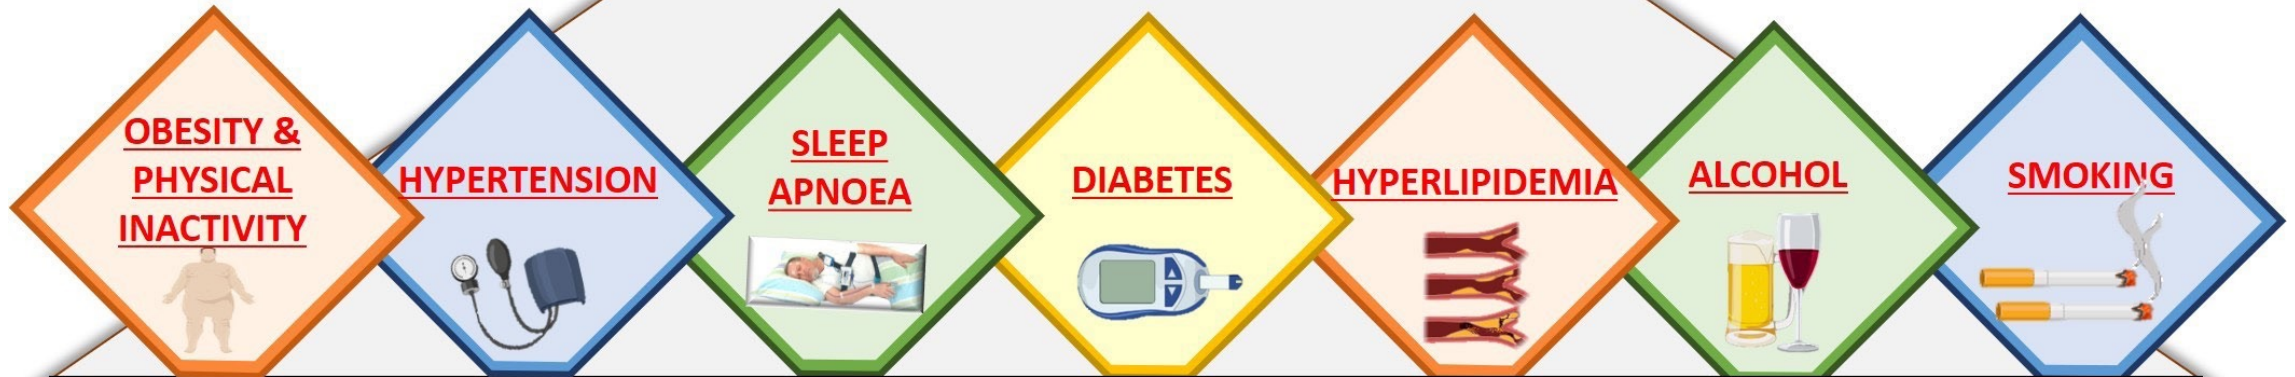 OBESITY &
PHYSICAL
INACTIVITY
HYPERTENSION
SLEEP
APNOEA
DIABETES
HYPERLIPIDEMIA
ALCOHOL
SMOKING